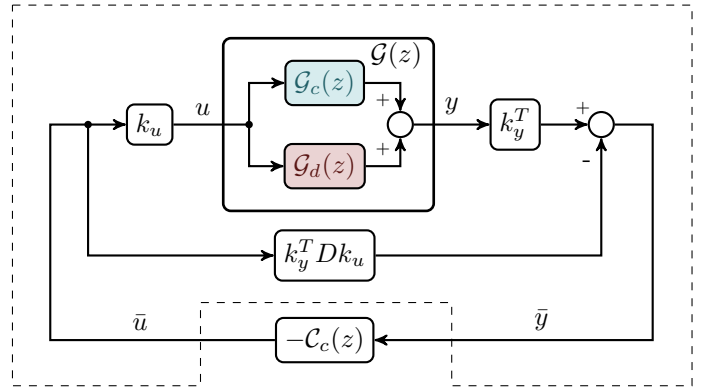 𝒢(z)
𝒢_c(z)
u
+
y
+
k_u
k_y^T
+
-
𝒢_d(z)
k_y^T D k_u
ū
ȳ
−𝒞_c(z)